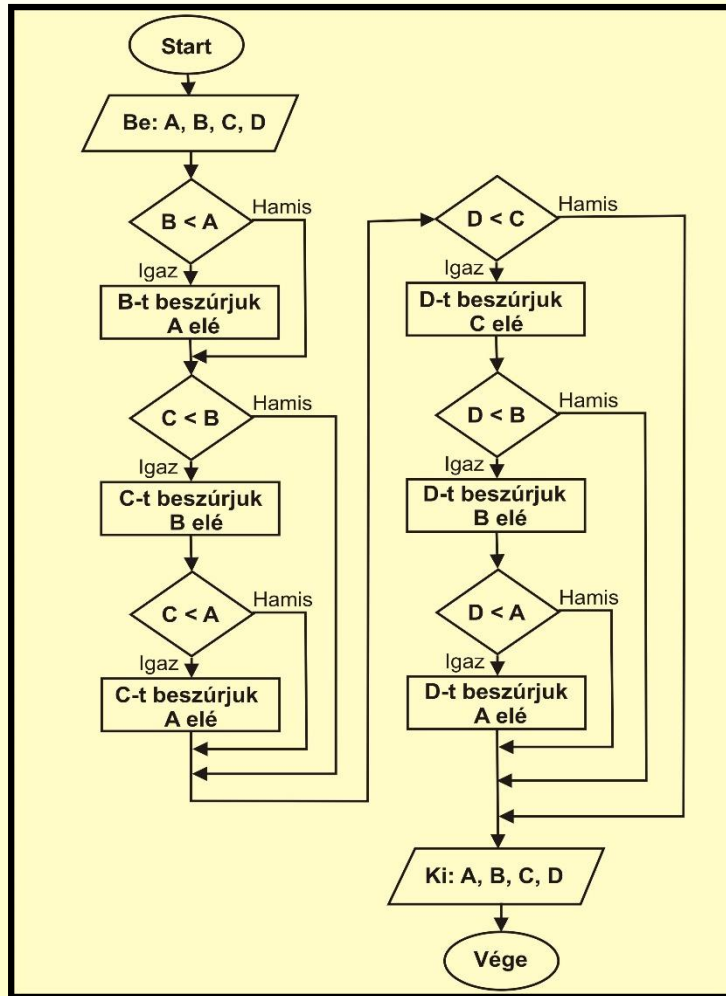 Start
Be: A, B, C, D
B < A
Hamis
Igaz
B-t beszúrjuk
A elé
C < B
Hamis
Igaz
C-t beszúrjuk
B elé
C < A
Hamis
Igaz
C-t beszúrjuk
A elé
D < C
Hamis
Igaz
D-t beszúrjuk
C elé
D < B
Hamis
Igaz
D-t beszúrjuk
B elé
D < A
Hamis
Igaz
D-t beszúrjuk
A elé
Ki: A, B, C, D
Vége